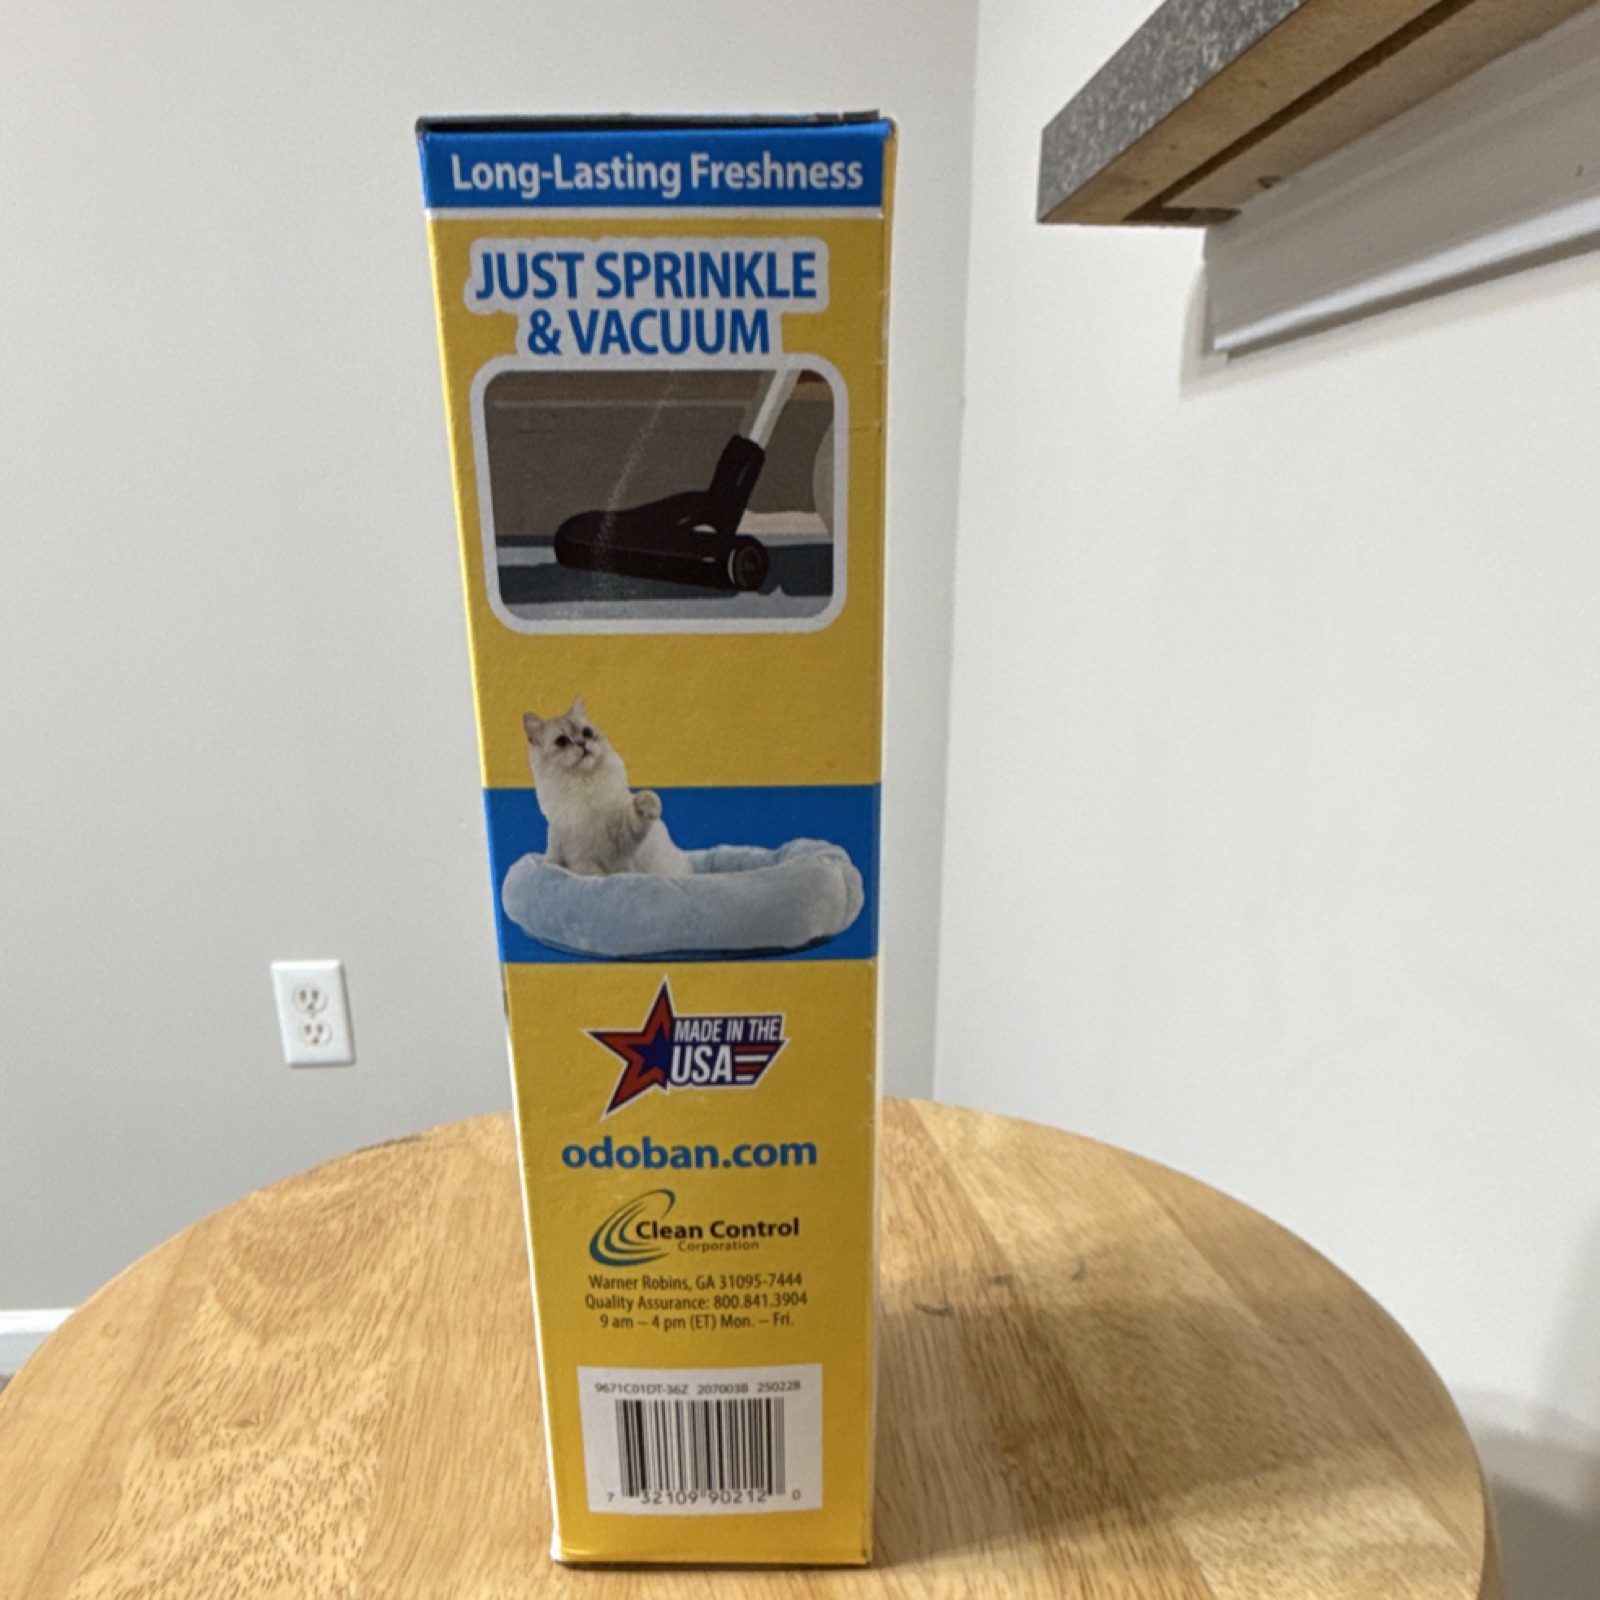 Long-Lasting Freshness
JUST SPRINKLE
& VACUUM
MADE IN THE
USA
odoban.com
Clean Control
Corporation
Warner Robins, GA 31095-7444
Quality Assurance: 800.841.3904
9 am – 4 pm (ET) Mon. – Fri.
9671C01DT-36Z 207003B 250228
7 32109 90212 0